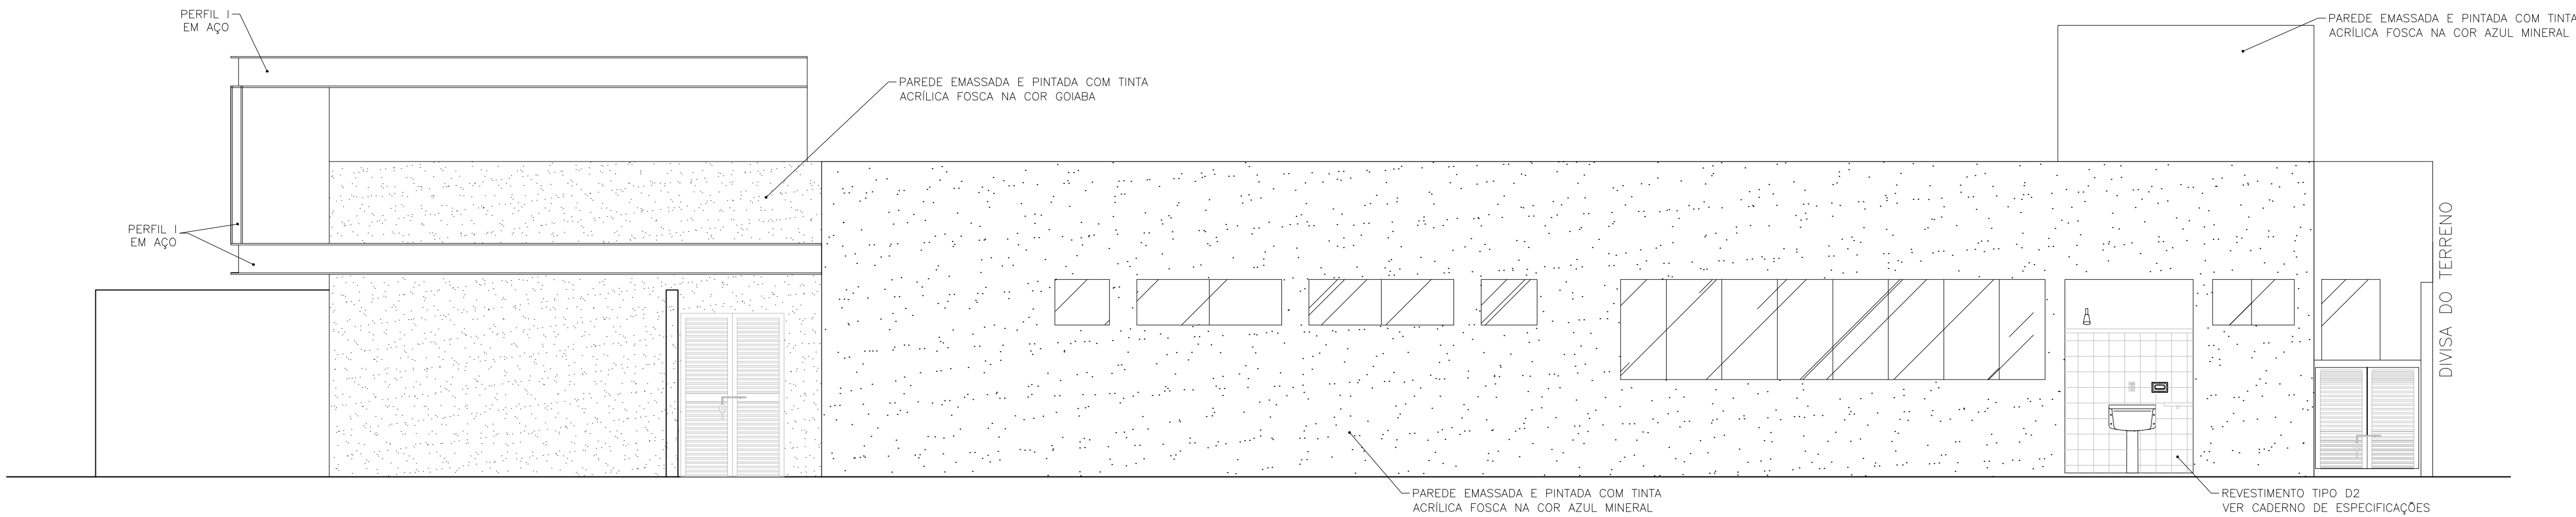 PERFIL I
EM AÇO
PAREDE EMASSADA E PINTADA COM TINTA
ACRÍLICA FOSCA NA COR GOIABA
PAREDE EMASSADA E PINTADA COM TINTA
ACRÍLICA FOSCA NA COR AZUL MINERAL
PERFIL I
EM AÇO
DIVISA DO TERRENO
PAREDE EMASSADA E PINTADA COM TINTA
ACRÍLICA FOSCA NA COR AZUL MINERAL
REVESTIMENTO TIPO D2
VER CADERNO DE ESPECIFICAÇÕES